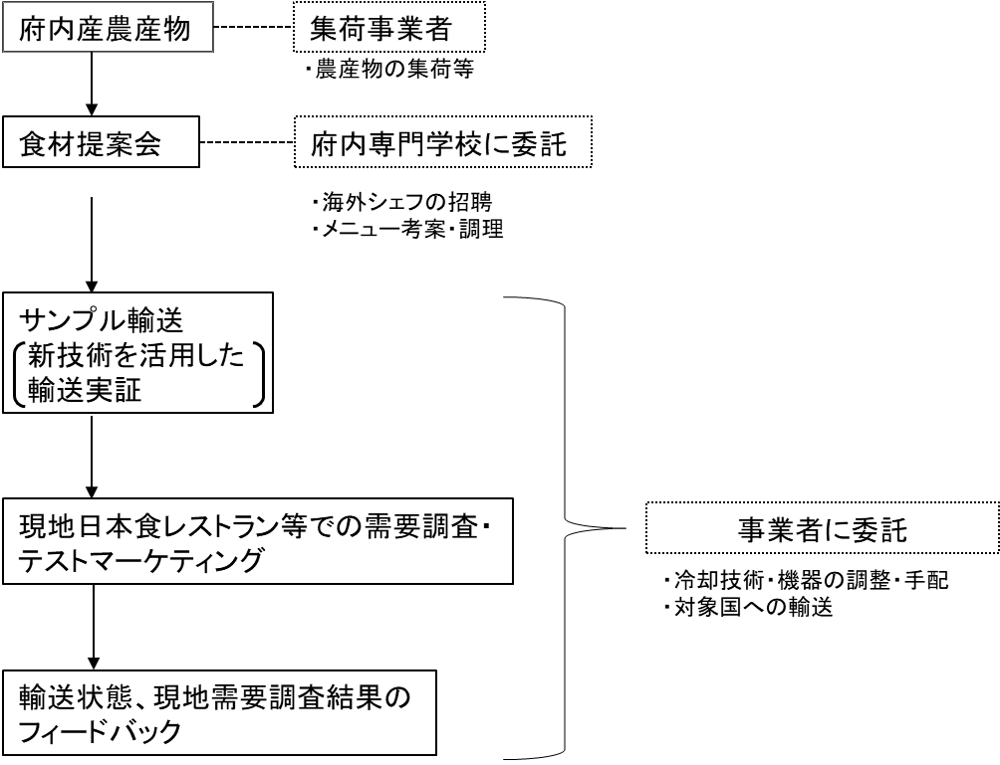 府内産農産物
集荷事業者
・農産物の集荷等
食材提案会
府内専門学校に委託
・海外シェフの招聘
・メニュー考案・調理
サンプル輸送
新技術を活用した
輸送実証
現地日本食レストラン等での需要調査・
テストマーケティング
事業者に委託
・冷却技術・機器の調整・手配
・対象国への輸送
輸送状態、現地需要調査結果の
フィードバック